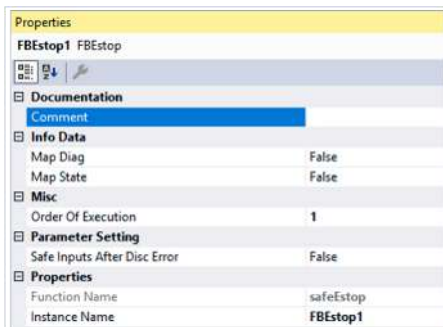 Properties
FBEstop1 FBEstop
Documentation
Comment
Info Data
Map Diag False
Map State False
Misc
Order Of Execution 1
Parameter Setting
Safe Inputs After Disc Error False
Properties
Function Name safeEstop
Instance Name FBEstop1